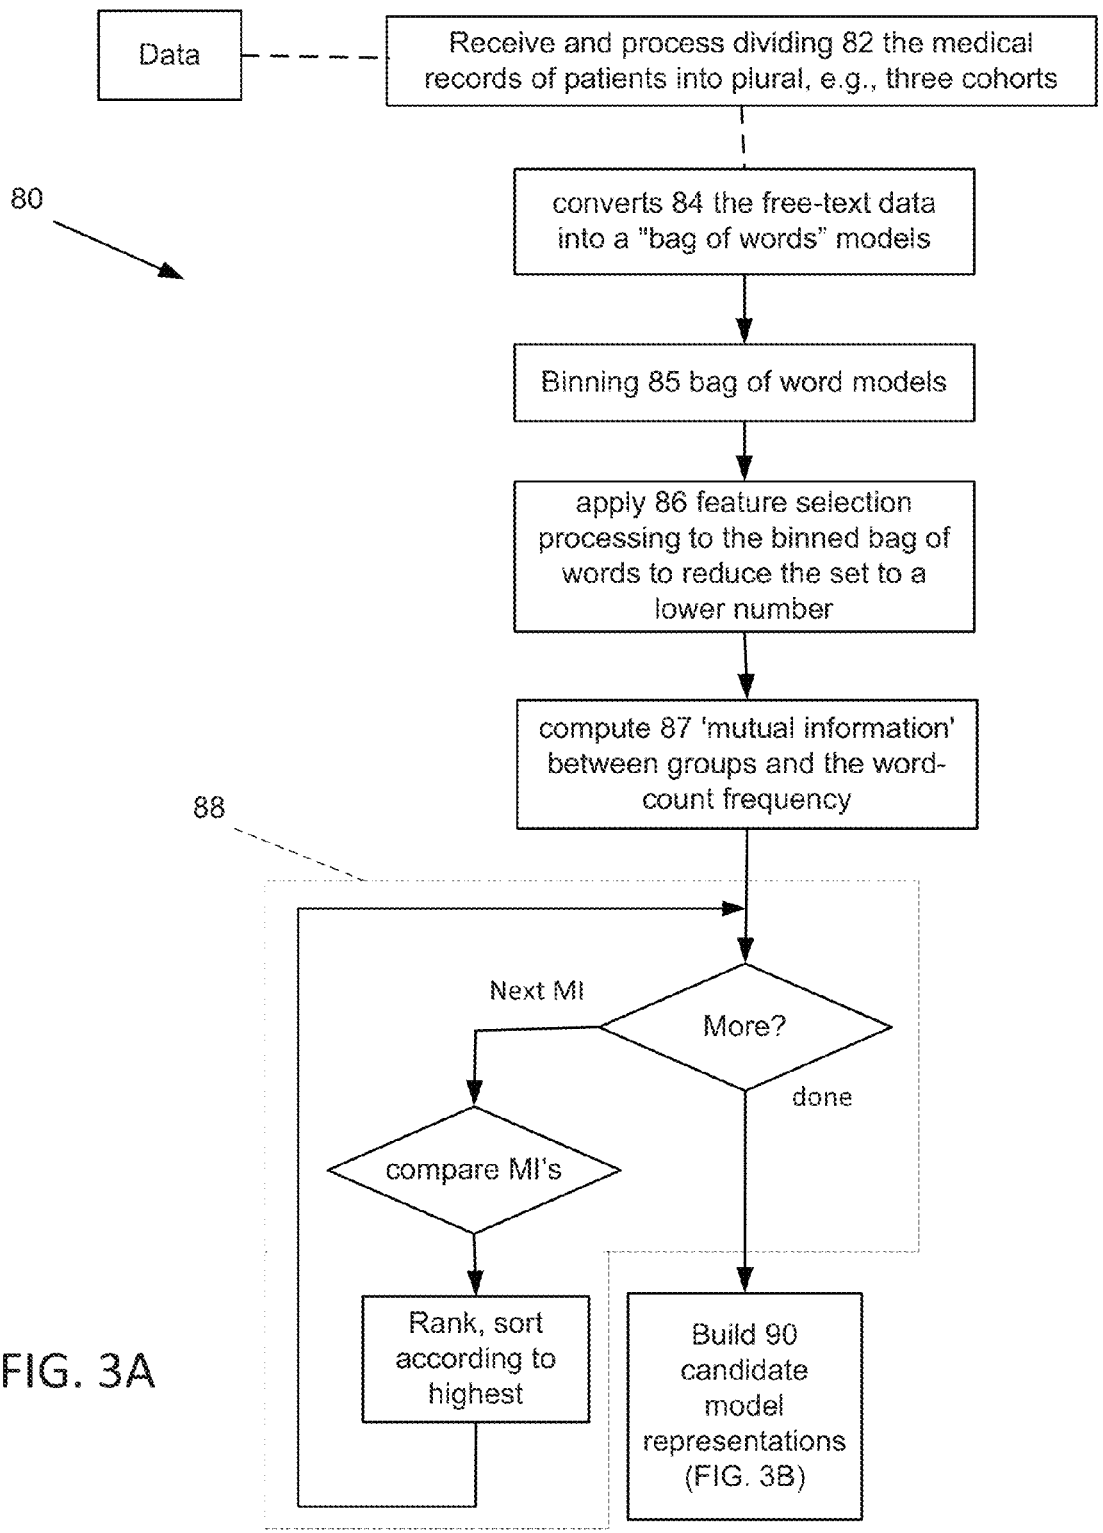 Data
Receive and process dividing 82 the medical
records of patients into plural, e.g., three cohorts
80
converts 84 the free-text data
into a "bag of words" models
Binning 85 bag of word models
apply 86 feature selection
processing to the binned bag of
words to reduce the set to a
lower number
compute 87 'mutual information'
between groups and the word-
count frequency
88
Next MI
More?
done
compare MI's
Rank, sort
according to
highest
Build 90
candidate
model
representations
(FIG. 3B)
FIG. 3A